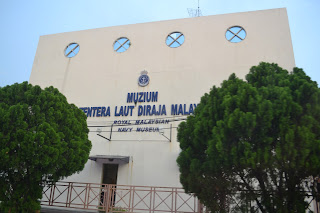 MUZIUM
TENTERA LAUT DIRAJA MALAY
ROYAL MALAYSIAN
NAVY MUSEUM